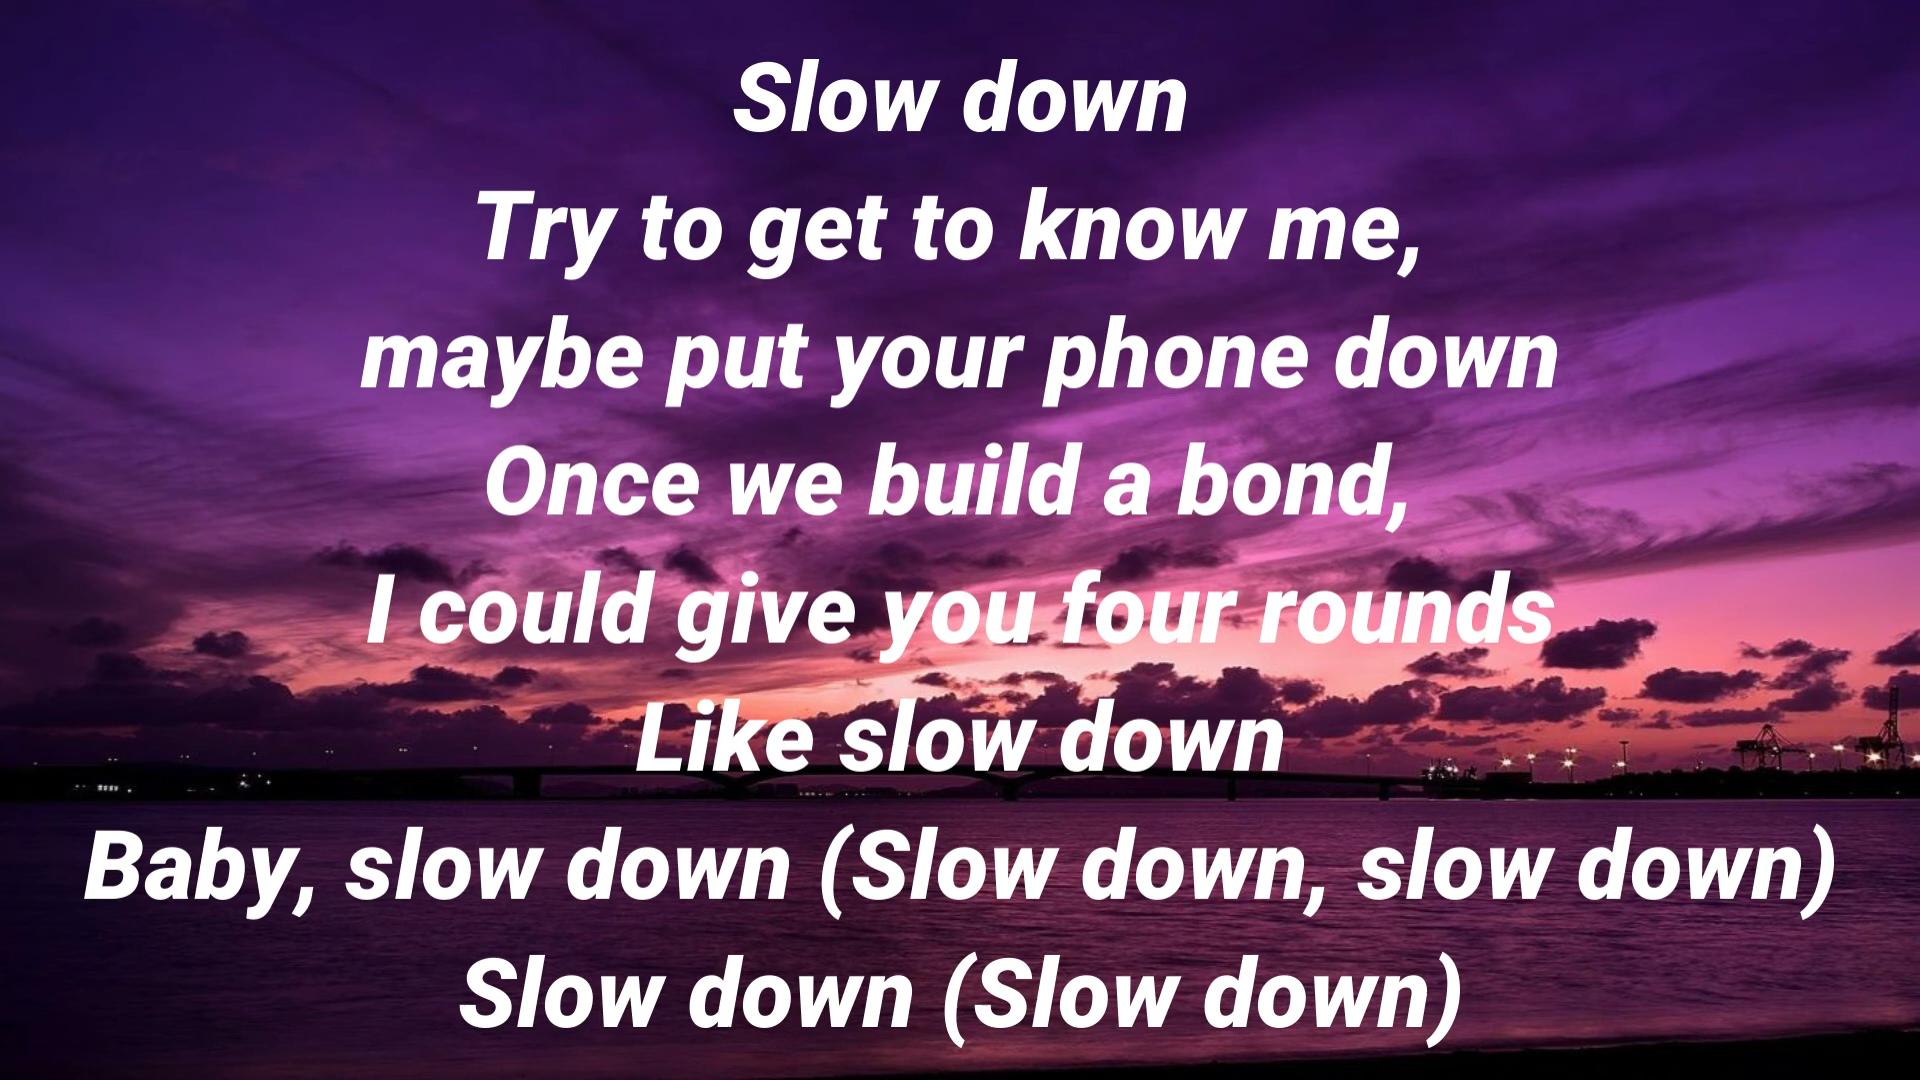 Slow down
Try to get to know me,
maybe put your phone down
Once we build a bond,
I could give you four rounds
Like slow down
Baby, slow down (Slow down, slow down)
Slow down (Slow down)